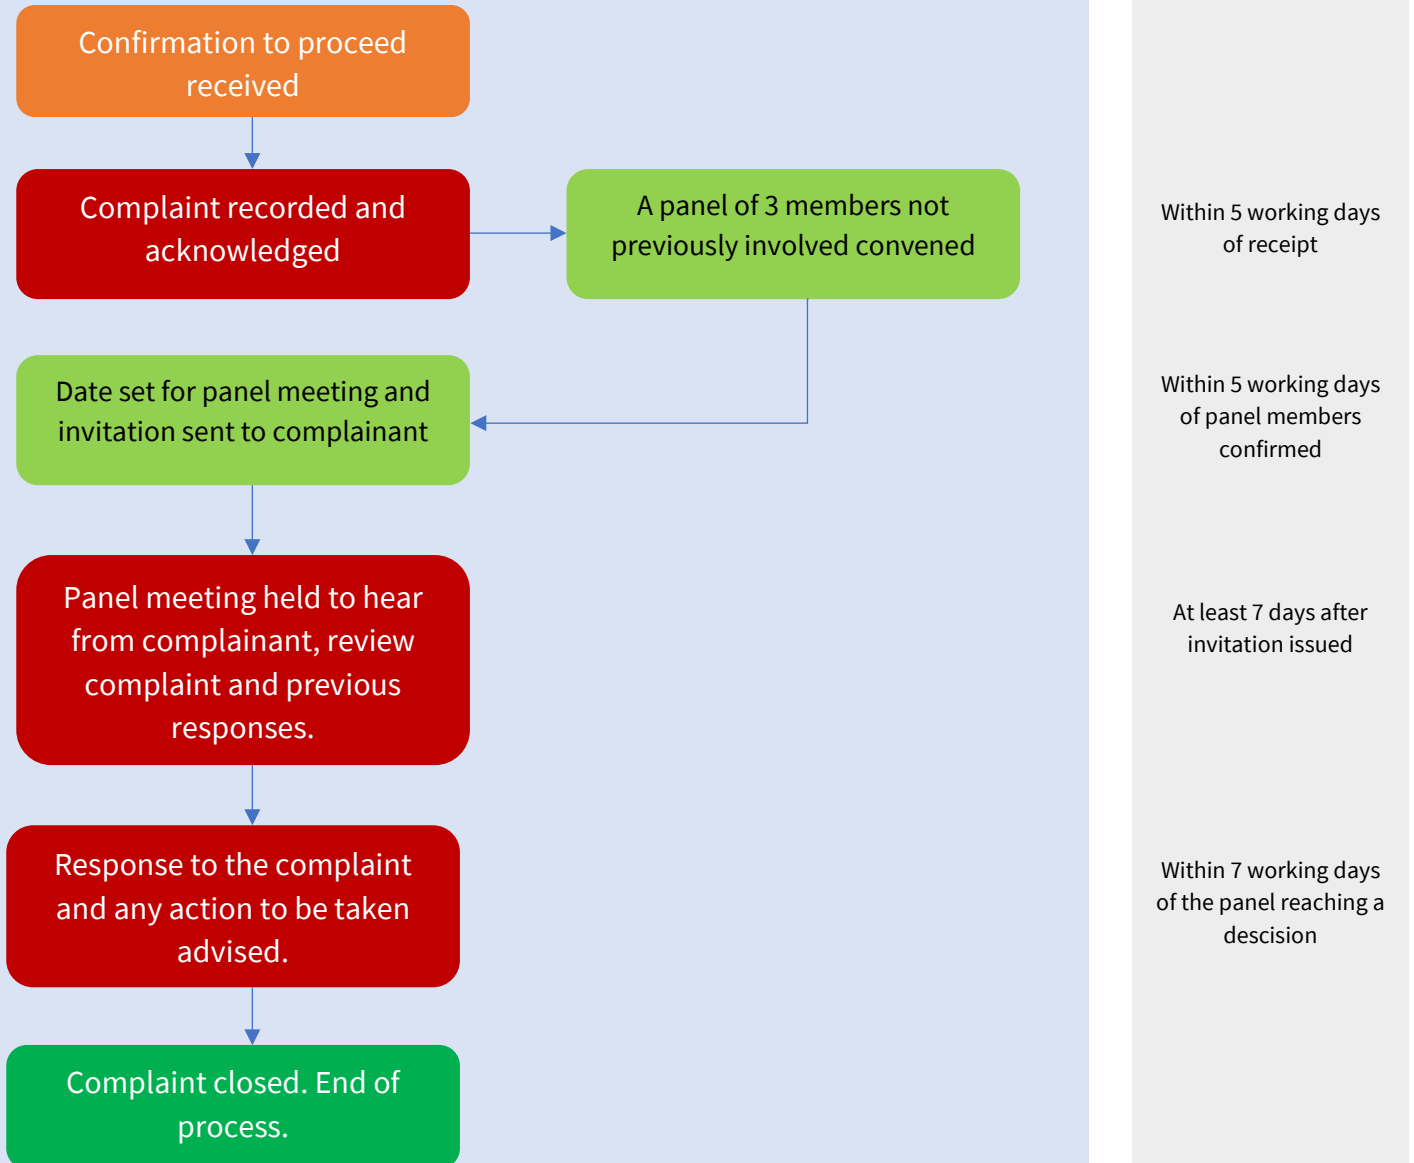 Confirmation to proceed
received
Complaint recorded and
acknowledged
A panel of 3 members not
previously involved convened
Within 5 working days
of receipt
Date set for panel meeting and
invitation sent to complainant
Within 5 working days
of panel members
confirmed
Panel meeting held to hear
from complainant, review
complaint and previous
responses.
At least 7 days after
invitation issued
Response to the complaint
and any action to be taken
advised.
Within 7 working days
of the panel reaching a
descision
Complaint closed. End of
process.